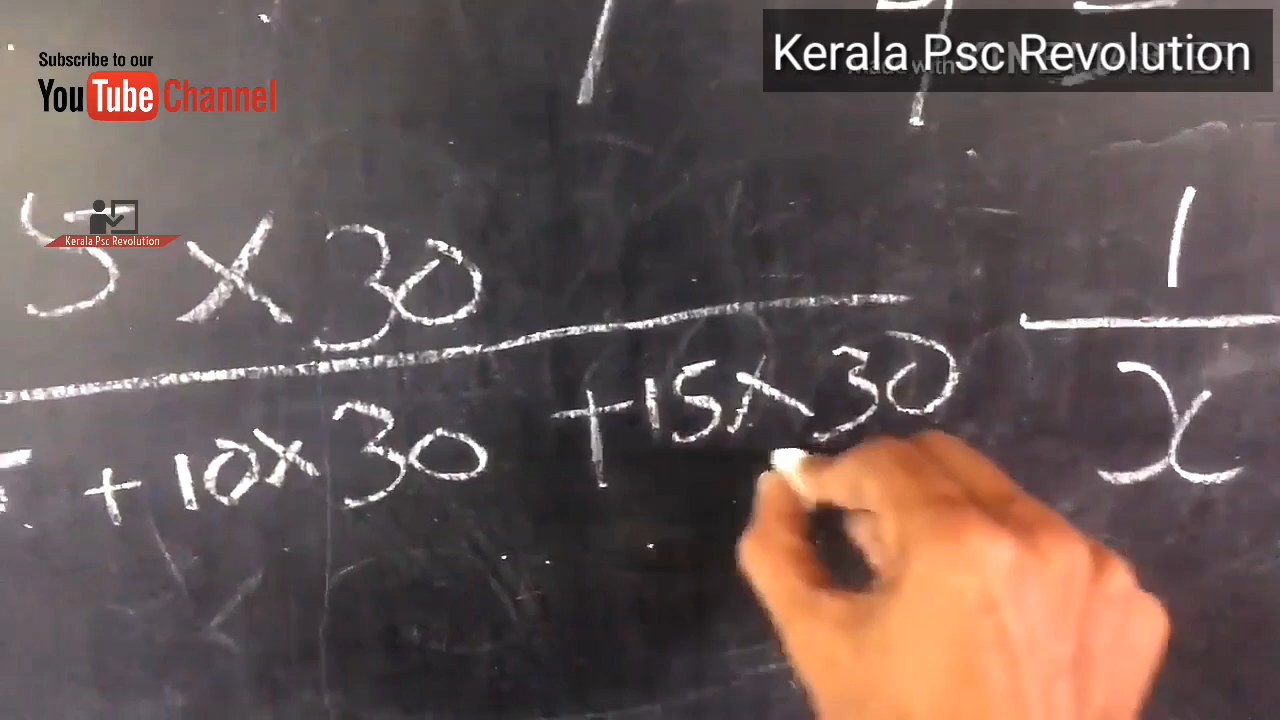 Subscribe to our
YouTube Channel
Kerala Psc Revolution
Kerala Psc Revolution
5 x 30
+ 10 x 30 + 15 x 30
1
x